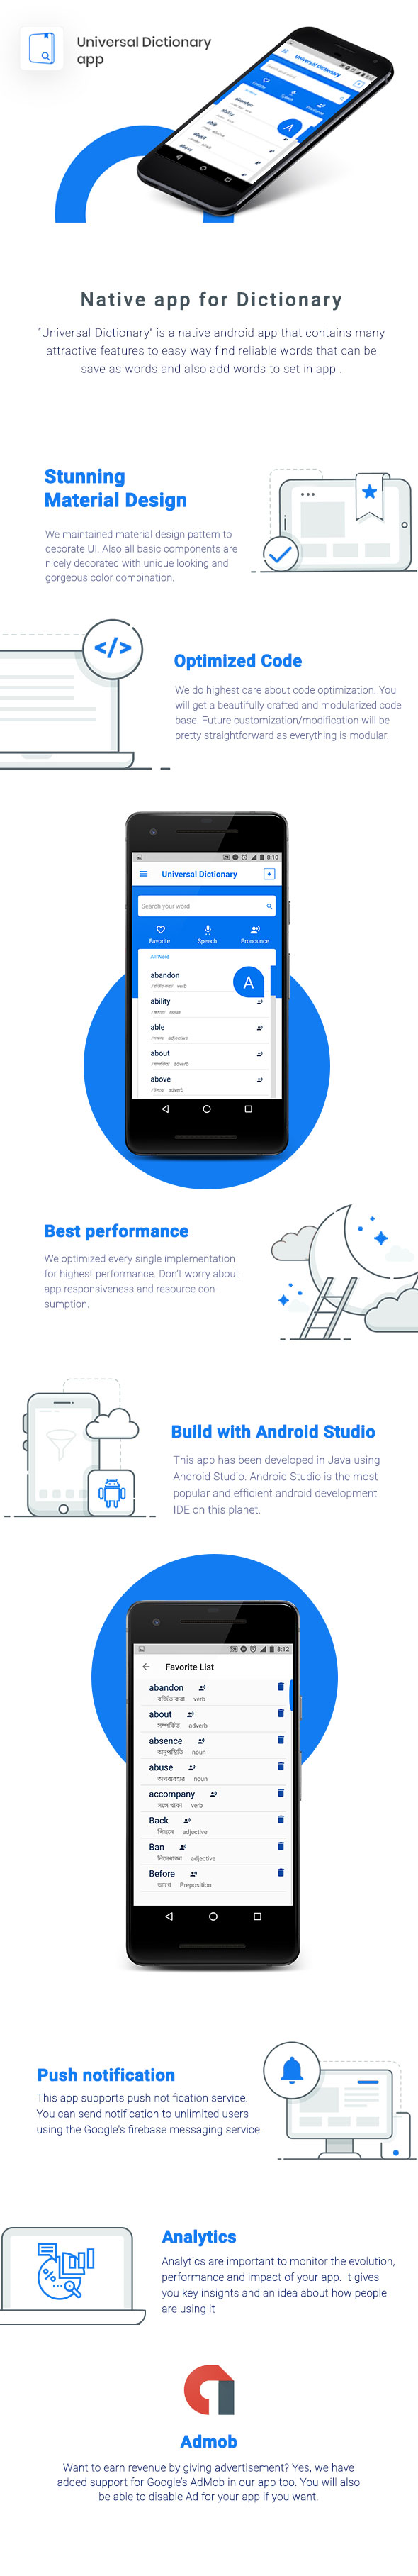 Universal Dictionary
app
Native app for Dictionary
"Universal-Dictionary" is a native android app that contains many
attractive features to easy way find reliable words that can be
save as words and also add words to set in app .
Stunning
Material Design
We maintained material design pattern to
decorate UI. Also all basic components are
nicely decorated with unique looking and
gorgeous color combination.
</>
Optimized Code
We do highest care about code optimization. You
will get a beautifully crafted and modularized code
base. Future customization/modification will be
pretty straightforward as everything is modular.
8:10
Universal Dictionary
Search your word
Favorite Speech Pronounce
All Word
abandon
verb
A
ability
noun
able
adjective
about
adverb
above
adverb
Best performance
We optimized every single implementation
for highest performance. Don't worry about
app responsiveness and resource con-
sumption.
Build with Android Studio
This app has been developed in Java using
Android Studio. Android Studio is the most
popular and efficient android development
IDE on this planet.
8:12
Favorite List
abandon
বর্জিত করা verb
about
সম্পর্কিত adverb
absence
অনুপস্থিতি noun
abuse
অপব্যবহার noun
accompany
সঙ্গে থাকা verb
Back
পিছনে adjective
Ban
নিষেধাজ্ঞা adjective
Before
আগে Preposition
Push notification
This app supports push notification service.
You can send notification to unlimited users
using the Google's firebase messaging service.
Analytics
Analytics are important to monitor the evolution,
performance and impact of your app. It gives
you key insights and an idea about how people
are using it
Admob
Want to earn revenue by giving advertisement? Yes, we have
added support for Google's AdMob in our app too. You will also
be able to disable Ad for your app if you want.